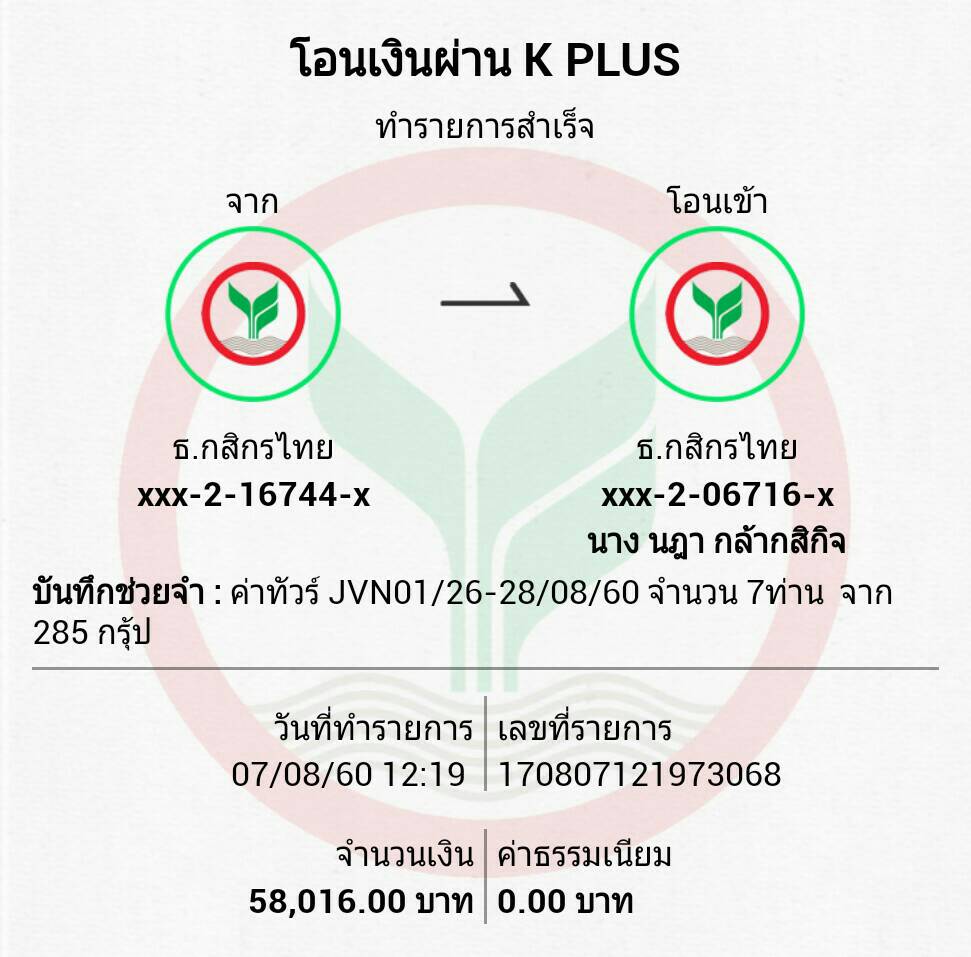 โอนเงินผ่าน K PLUS
ทำรายการสำเร็จ
จาก
โอนเข้า
ธ.กสิกรไทย
xxx-2-16744-x
ธ.กสิกรไทย
xxx-2-06716-x
นาง นฎา กล้ากสิกิจ
บันทึกช่วยจำ : ค่าทัวร์ JVN01/26-28/08/60 จำนวน 7ท่าน จาก
285 กรุ้ป
วันที่ทำรายการ
07/08/60 12:19
เลขที่รายการ
170807121973068
จำนวนเงิน
58,016.00 บาท
ค่าธรรมเนียม
0.00 บาท